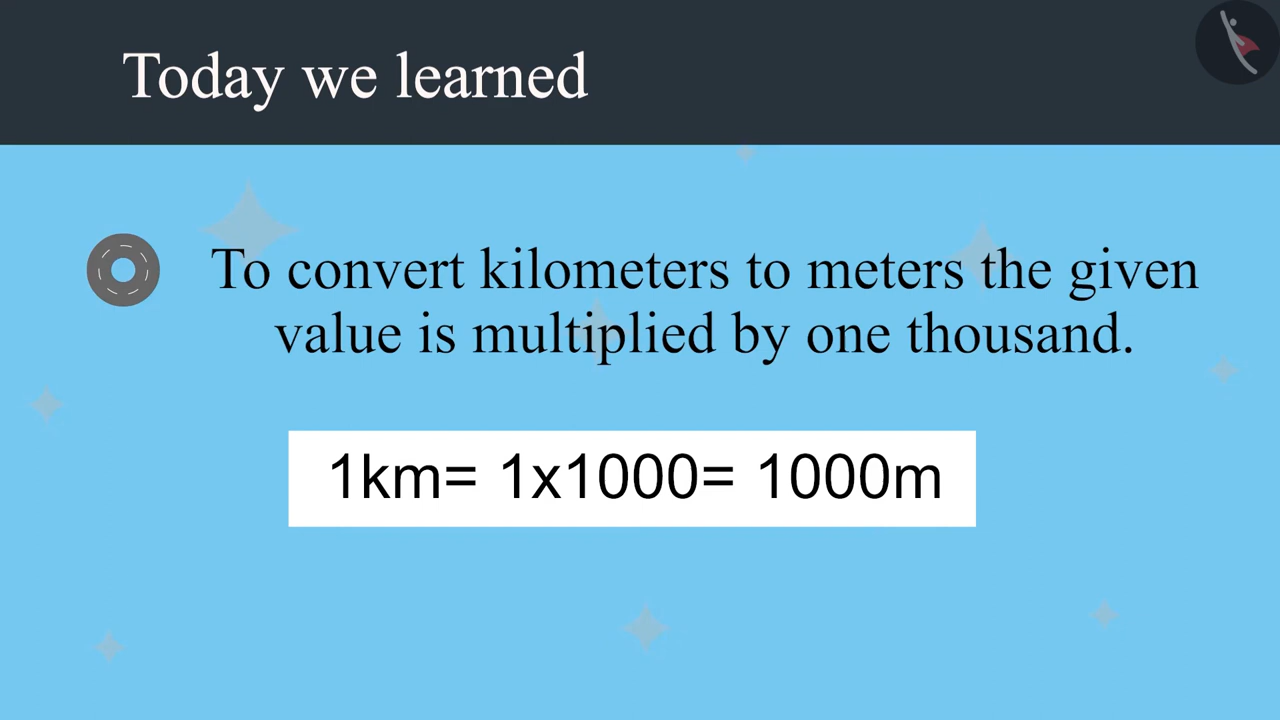 Today we learned
To convert kilometers to meters the given
value is multiplied by one thousand.
1km= 1x1000= 1000m